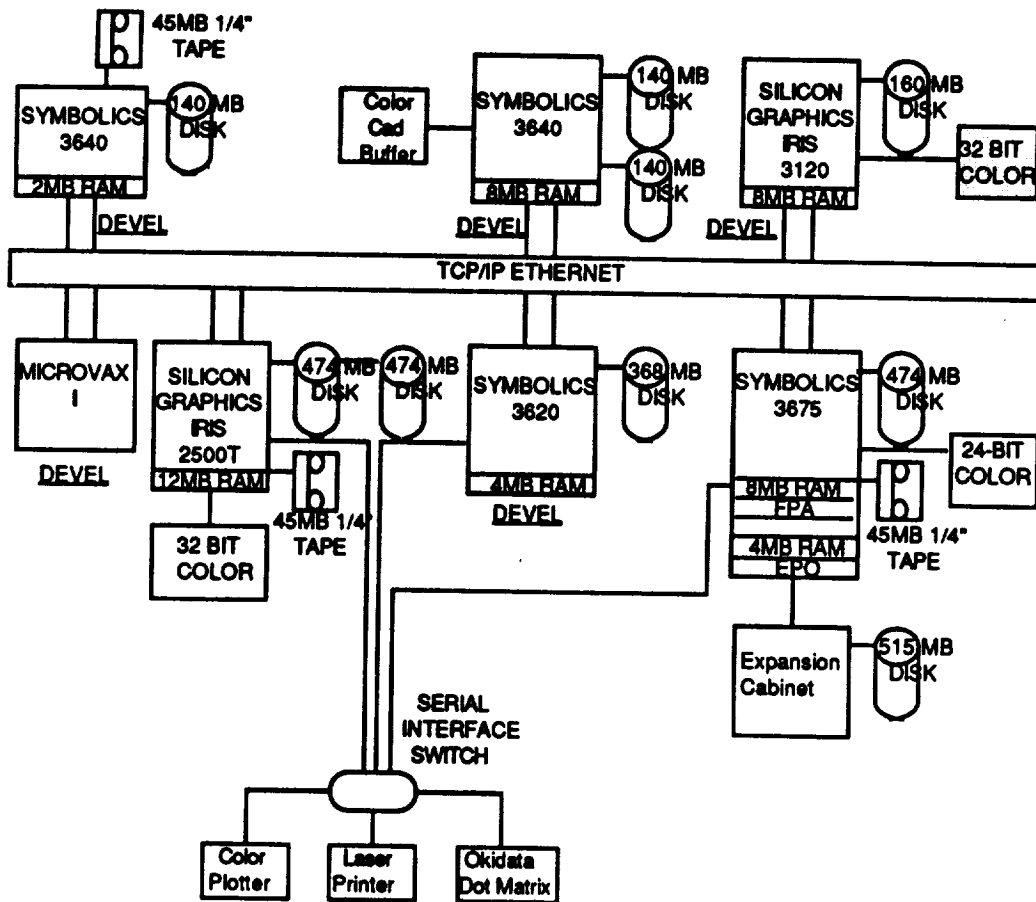 45MB 1/4"
TAPE
SYMBOLICS
3640
2MB RAM
140 MB
DISK
DEVEL
Color
Cad
Buffer
SYMBOLICS
3640
8MB RAM
140 MB
DISK
140 MB
DISK
DEVEL
SILICON
GRAPHICS
IRIS
3120
8MB RAM
160 MB
DISK
32 BIT
COLOR
DEVEL
TCP/IP ETHERNET
MICROVAX
I
DEVEL
SILICON
GRAPHICS
IRIS
2500T
12MB RAM
474 MB
DISK
474 MB
DISK
45MB 1/4"
TAPE
32 BIT
COLOR
SYMBOLICS
3620
4MB RAM
368 MB
DISK
DEVEL
SYMBOLICS
3675
8MB RAM
FPA
4MB RAM
EPO
474 MB
DISK
24-BIT
COLOR
45MB 1/4"
TAPE
Expansion
Cabinet
515 MB
DISK
SERIAL
INTERFACE
SWITCH
Color
Plotter
Laser
Printer
Okidata
Dot Matrix